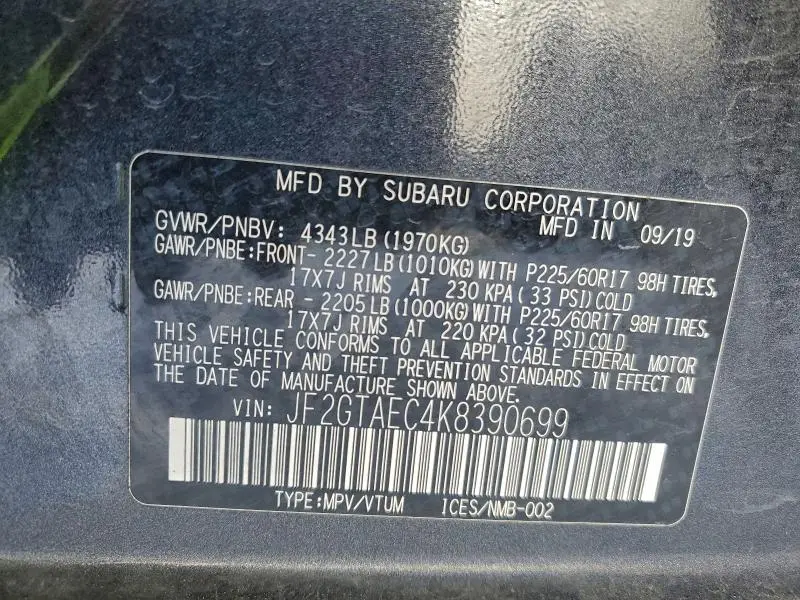 MFD BY SUBARU CORPORATION
GVWR/PNBV: 4343LB(1970KG) MFD IN 09/19
GAWR/PNBE:FRONT- 2227LB(1010KG)WITH P225/60R17 98H TIRES,
17X7J RIMS AT 230 KPA(33 PSI)COLD
GAWR/PNBE:REAR - 2205LB(1000KG)WITH P225/60R17 98H TIRES,
17X7J RIMS AT 220 KPA(32 PSI)COLD
THIS VEHICLE CONFORMS TO ALL APPLICABLE FEDERAL MOTOR
VEHICLE SAFETY AND THEFT PREVENTION STANDARDS IN EFFECT ON
THE DATE OF MANUFACTURE SHOWN ABOVE.
VIN: JF2GTAEC4K8390699
TYPE:MPV/VTUM ICES/NMB-002